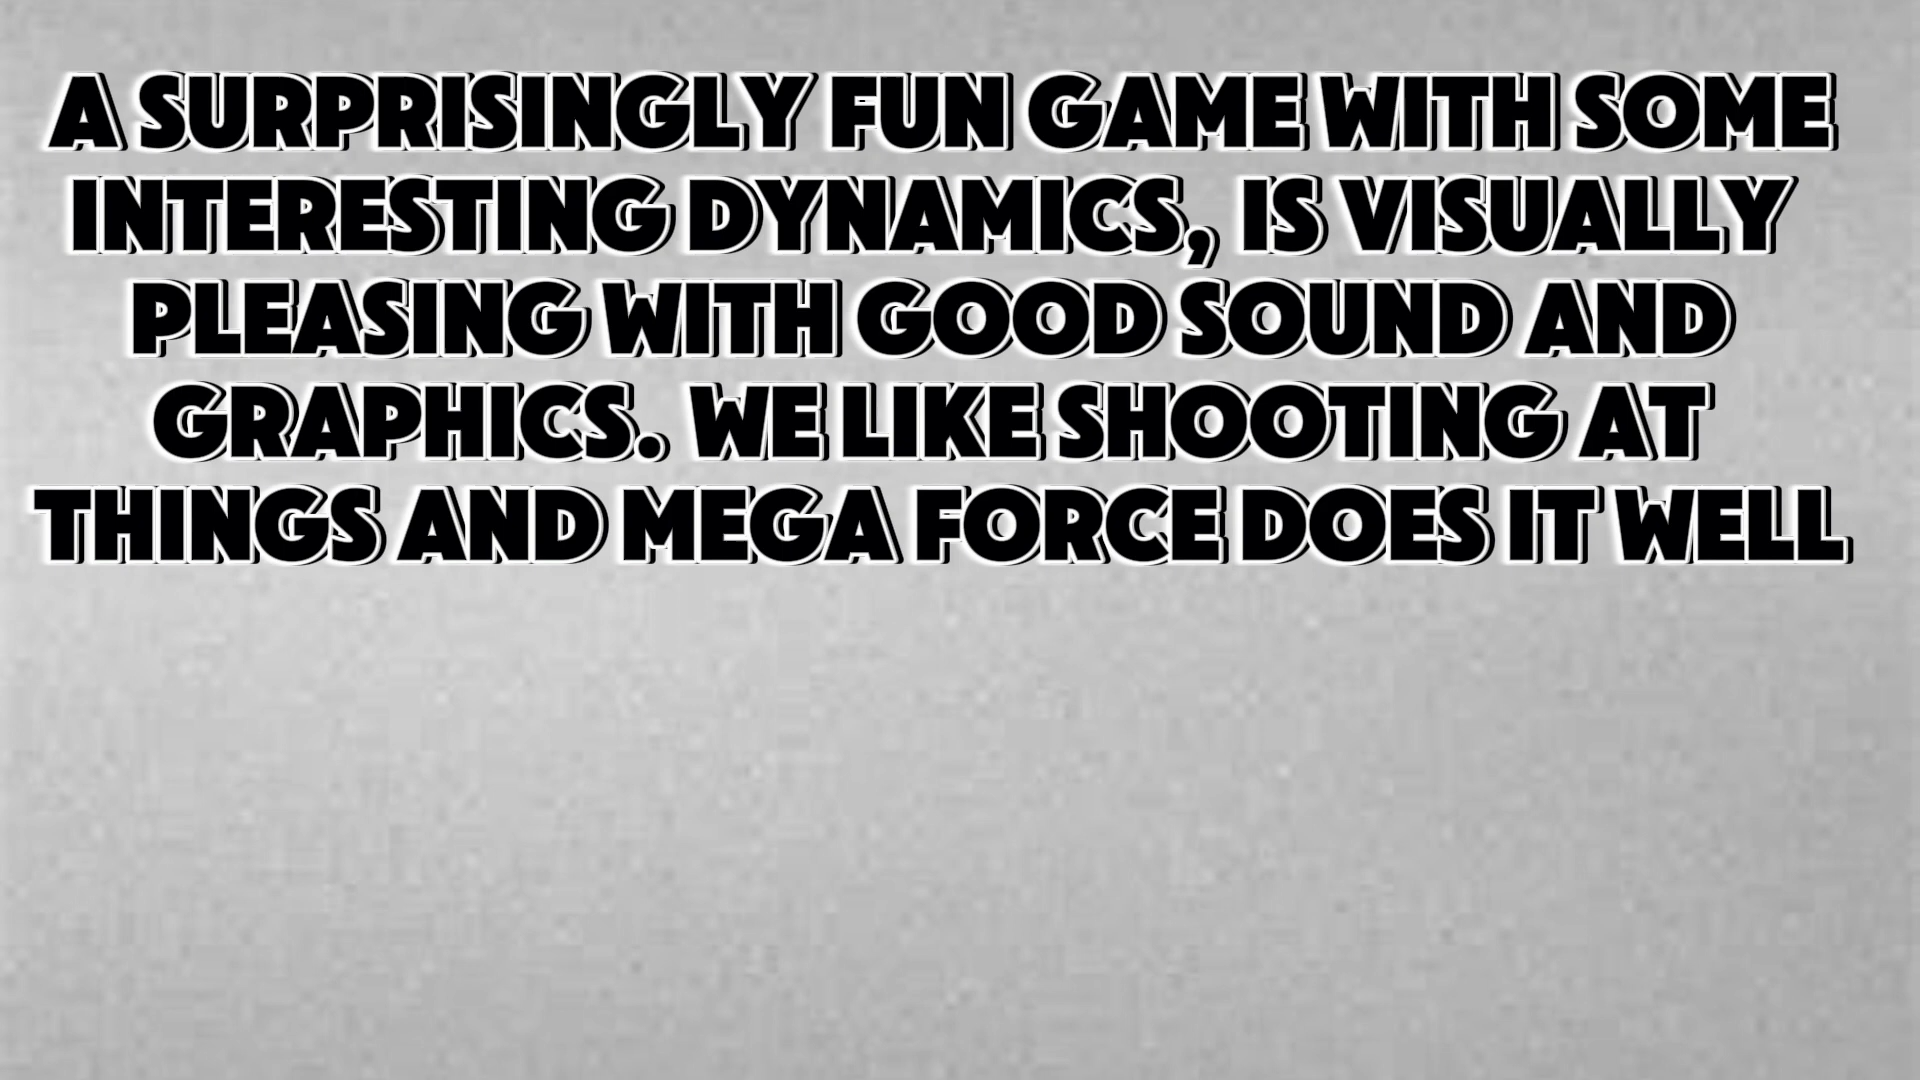 A SURPRISINGLY FUN GAME WITH SOME
INTERESTING DYNAMICS, IS VISUALLY
PLEASING WITH GOOD SOUND AND
GRAPHICS. WE LIKE SHOOTING AT
THINGS AND MEGA FORCE DOES IT WELL